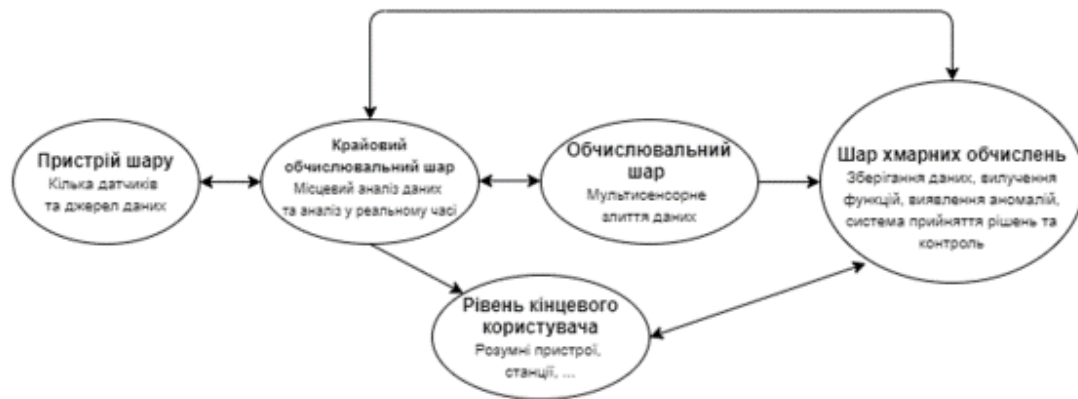 Пристрій шару
Кілька датчиків
та джерел даних
Крайовий
обчислювальний шар
Місцевий аналіз даних
та аналіз у реальному часі
Обчислювальний
шар
Мультисенсорне
злиття даних
Шар хмарних обчислень
Зберігання даних, вилучення
функцій, виявлення аномалій,
система прийняття рішень та
контроль
Рівень кінцевого
користувача
Розумні пристрої,
станції, ...